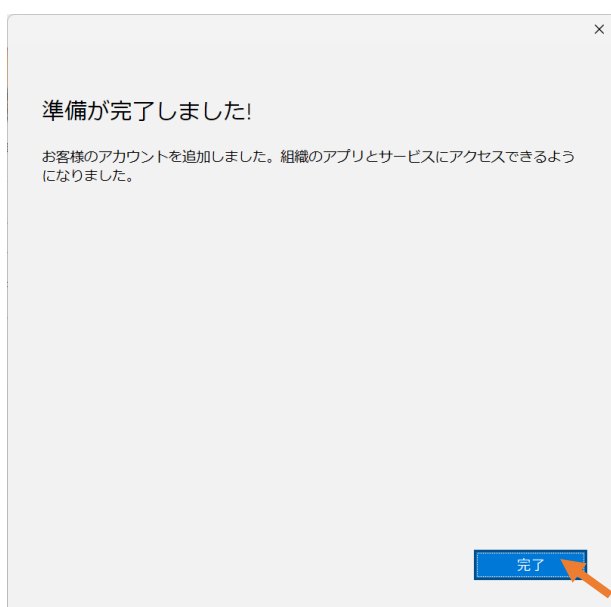 準備が完了しました!
お客様のアカウントを追加しました。組織のアプリとサービスにアクセスできるよう
になりました。
完了